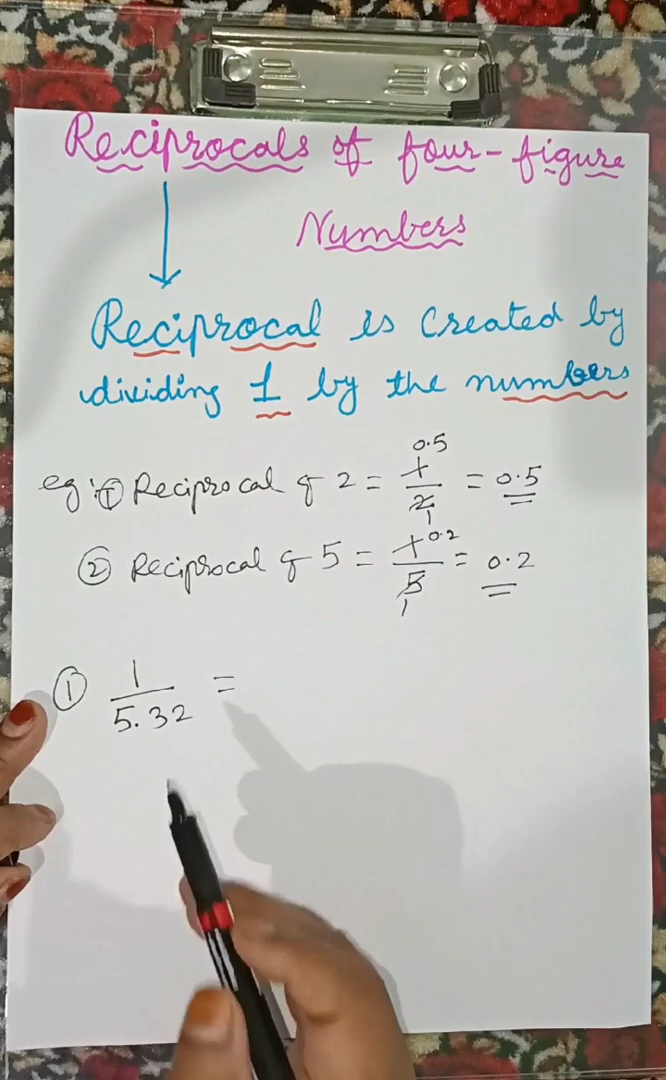 Reciprocals of four-figure
Numbers
Reciprocal is created by
dividing 1 by the numbers
eg: ① Reciprocal of 2 = 1/2 = 0.5
0.5
1
② Reciprocal of 5 = 1/5 = 0.2
0.2
1
① 1/5.32 =